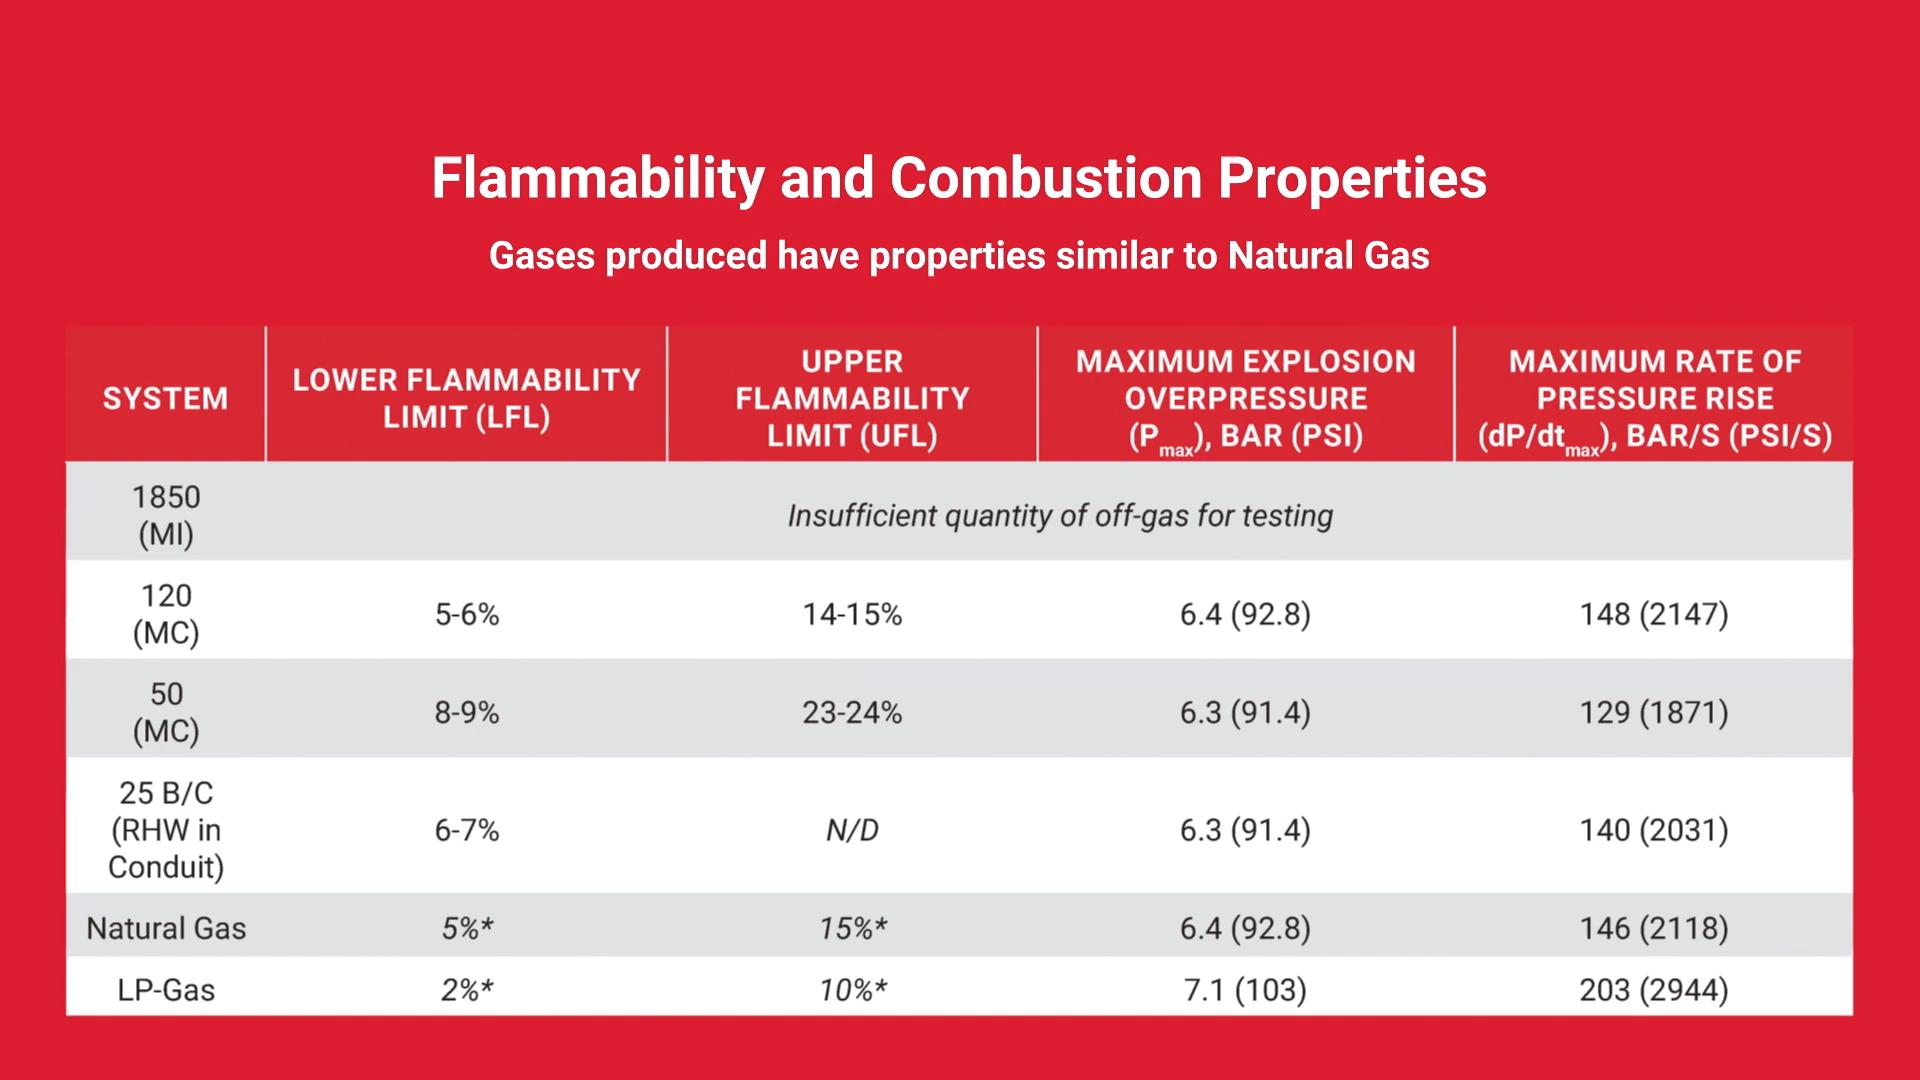 Flammability and Combustion Properties
Gases produced have properties similar to Natural Gas
SYSTEM
LOWER FLAMMABILITY
LIMIT (LFL)
UPPER
FLAMMABILITY
LIMIT (UFL)
MAXIMUM EXPLOSION
OVERPRESSURE
(Pmax), BAR (PSI)
MAXIMUM RATE OF
PRESSURE RISE
(dP/dtmax), BAR/S (PSI/S)
1850
(MI)
Insufficient quantity of off-gas for testing
120
(MC)
5-6%
14-15%
6.4 (92.8)
148 (2147)
50
(MC)
8-9%
23-24%
6.3 (91.4)
129 (1871)
25 B/C
(RHW in
Conduit)
6-7%
N/D
6.3 (91.4)
140 (2031)
Natural Gas
5%*
15%*
6.4 (92.8)
146 (2118)
LP-Gas
2%*
10%*
7.1 (103)
203 (2944)